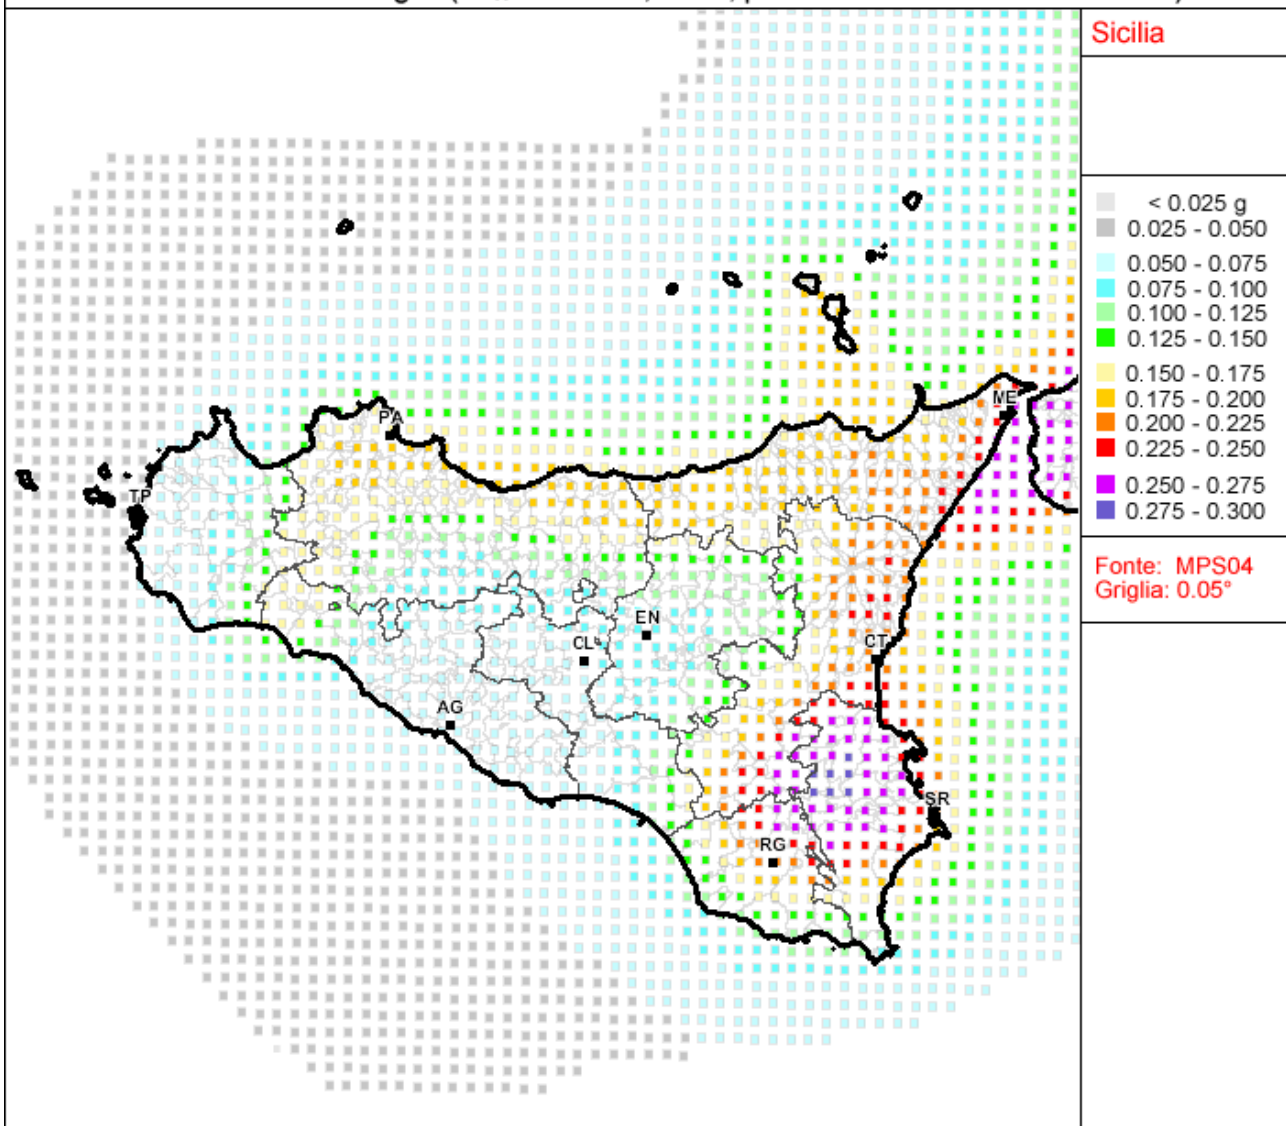 Sicilia
< 0.025 g
0.025 - 0.050
0.050 - 0.075
0.075 - 0.100
0.100 - 0.125
0.125 - 0.150
0.150 - 0.175
0.175 - 0.200
0.200 - 0.225
0.225 - 0.250
0.250 - 0.275
0.275 - 0.300
Fonte: MPS04
Griglia: 0.05°
ME
PA
TP
EN
CL
CT
AG
SR
RG